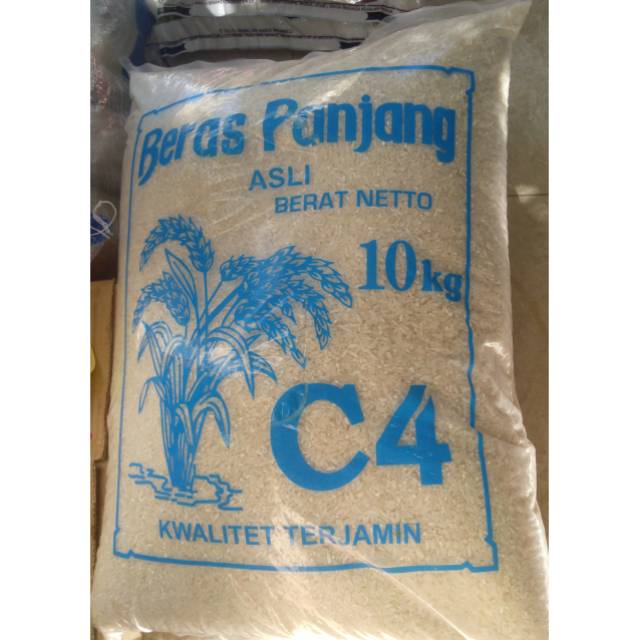 Beras Panjang
ASLI
BERAT NETTO
10 kg
C4
KWALITET TERJAMIN